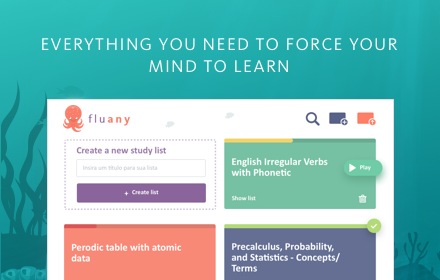 EVERYTHING YOU NEED TO FORCE YOUR
MIND TO LEARN
fluany
Create a new study list
Insira um título para sua lista
+ Create list
English Irregular Verbs
with Phonetic
Play
Show list
Perodic table with atomic
data
Precalculus, Probability,
and Statistics - Concepts/
Terms